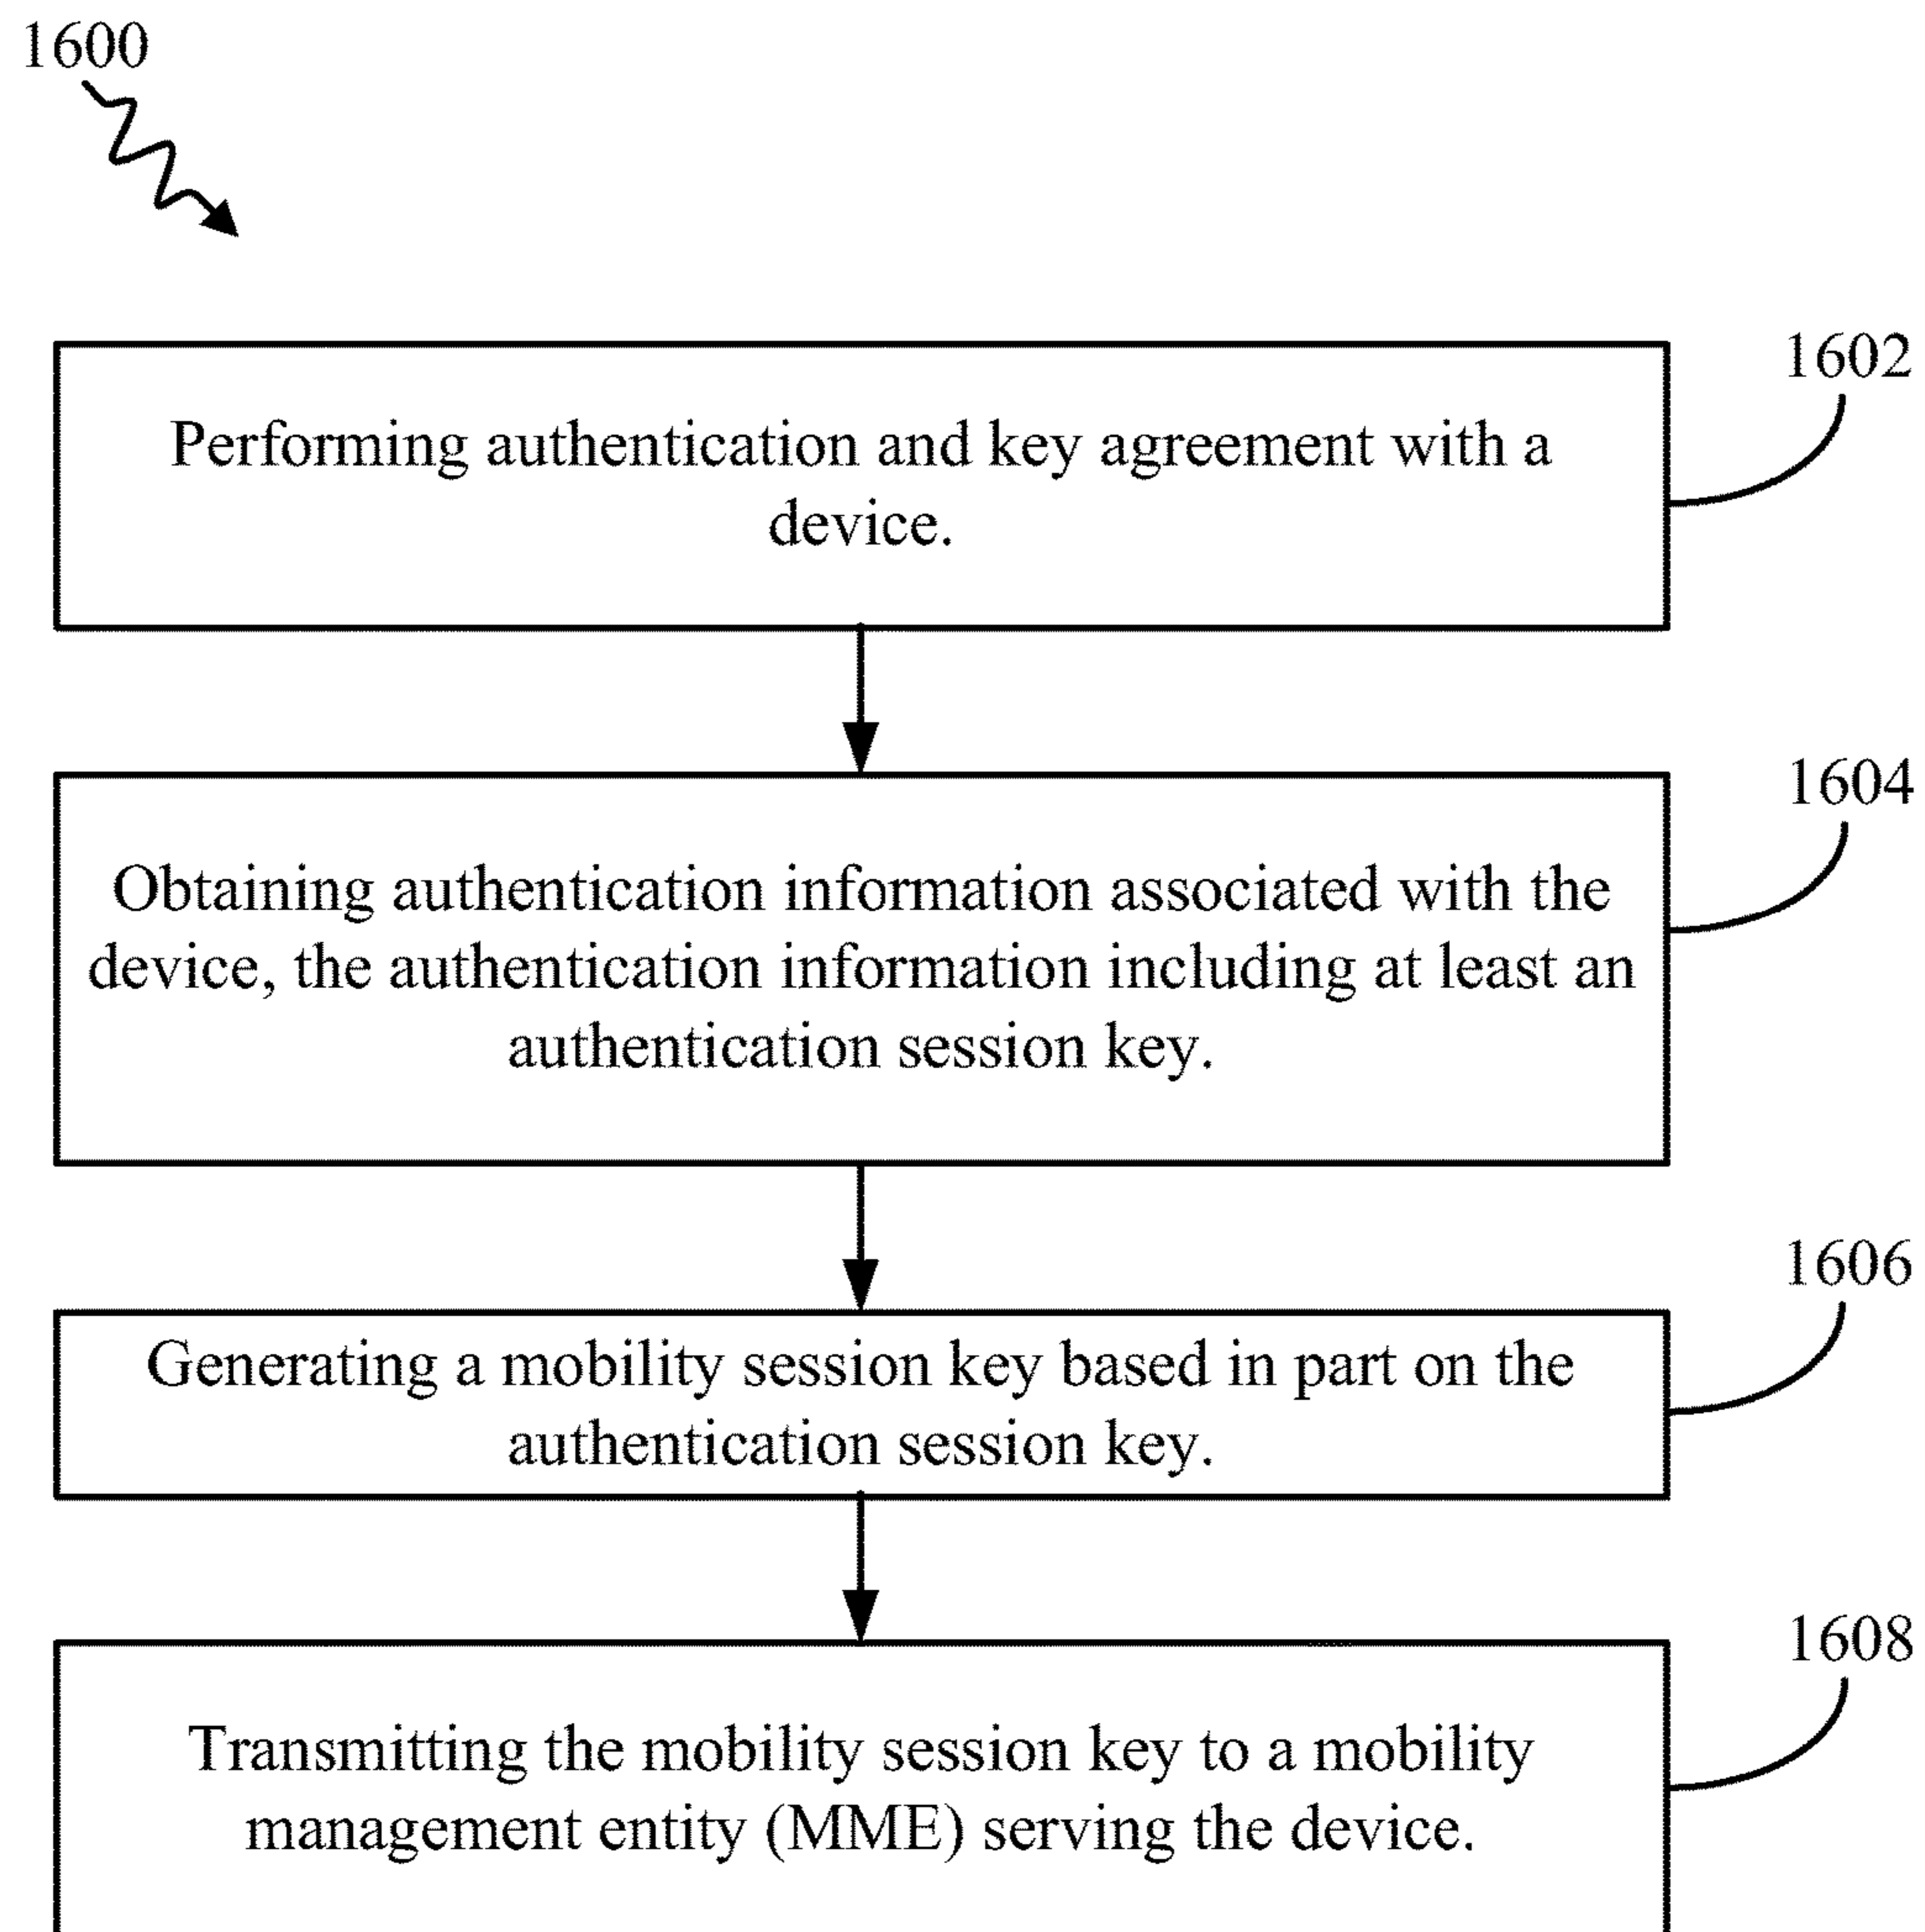 1600
1602
Performing authentication and key agreement with a
device.
1604
Obtaining authentication information associated with the
device, the authentication information including at least an
authentication session key.
1606
Generating a mobility session key based in part on the
authentication session key.
1608
Transmitting the mobility session key to a mobility
management entity (MME) serving the device.